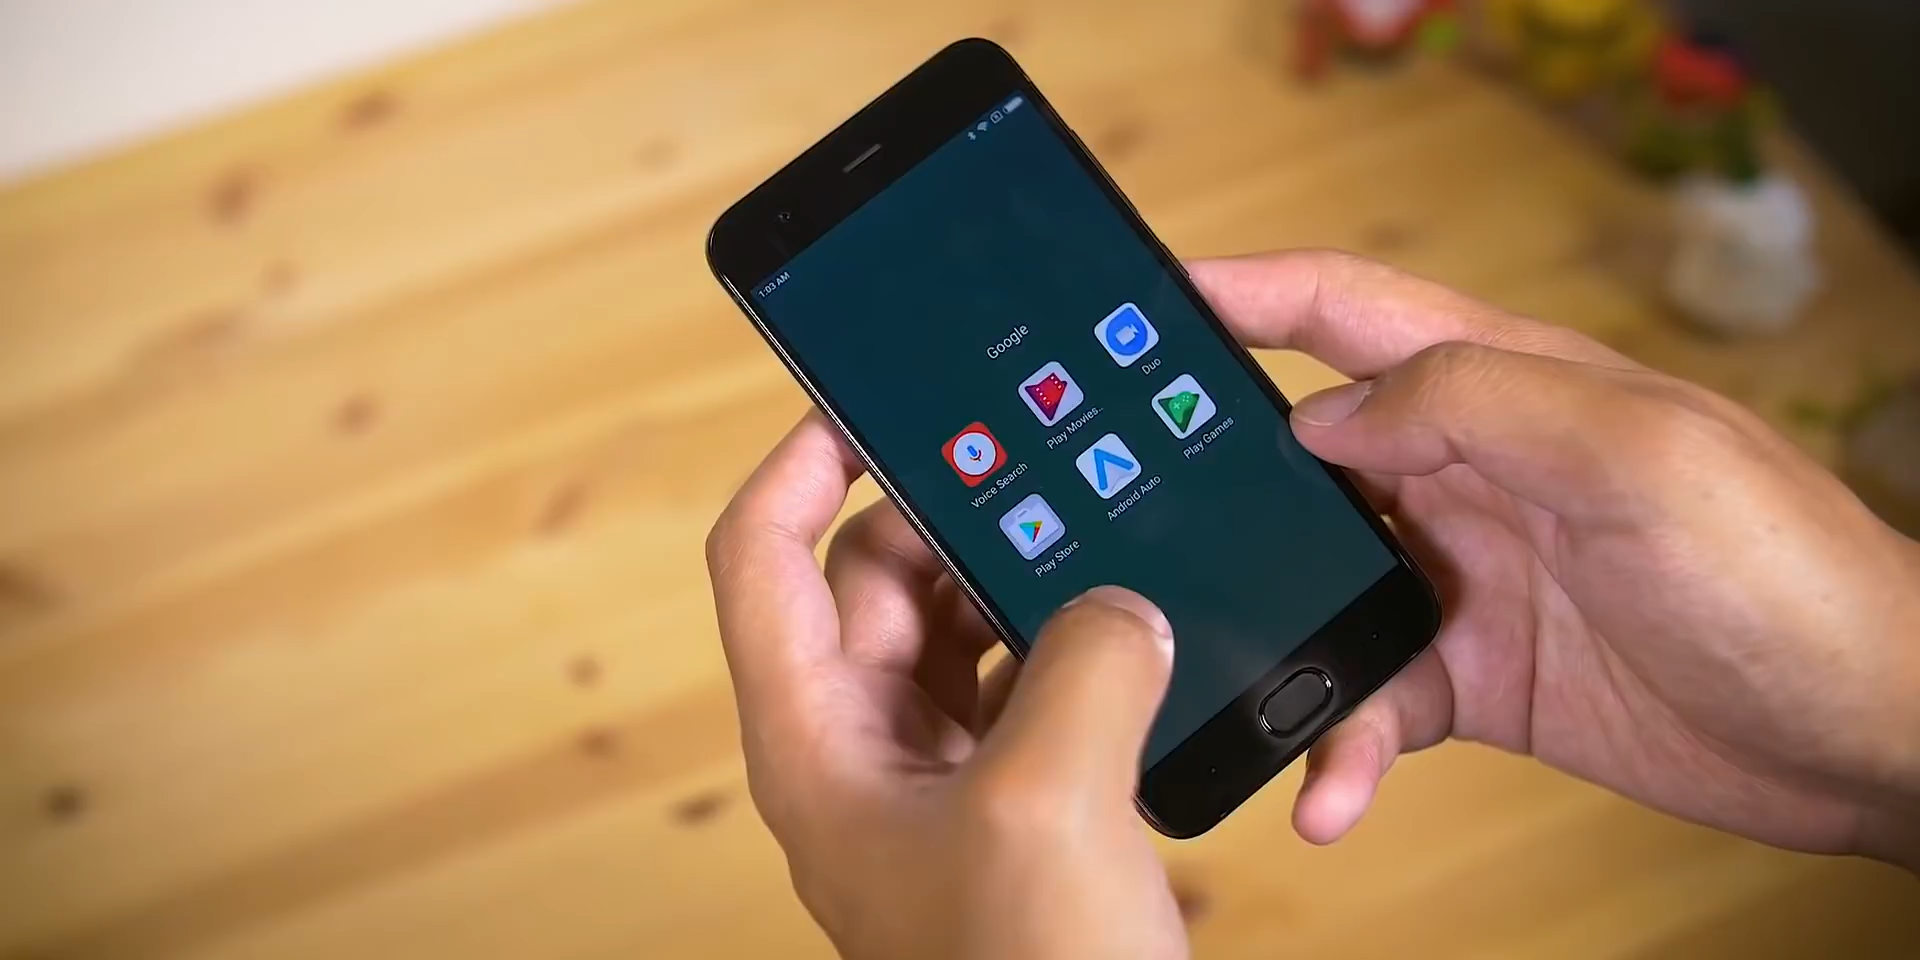 1:03 AM
Google
Voice Search
Play Movies...
Duo
Play Store
Android Auto
Play Games